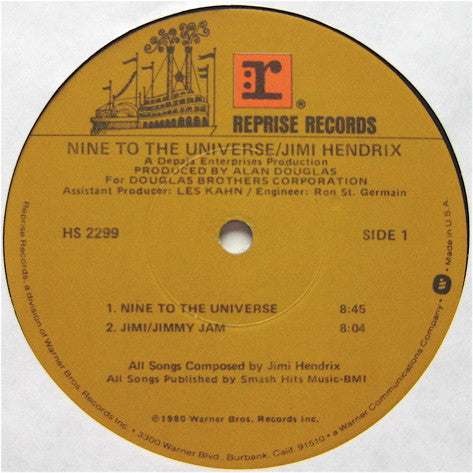 r
®
REPRISE RECORDS
NINE TO THE UNIVERSE/JIMI HENDRIX
A Depaja Enterprises Production
PRODUCED BY ALAN DOUGLAS
For DOUGLAS BROTHERS CORPORATION
Assistant Producer: LES KAHN / Engineer: Ron St. Germain
HS 2299
SIDE 1
1. NINE TO THE UNIVERSE 8:45
2. JIMI/JIMMY JAM 8:04
All Songs Composed by Jimi Hendrix
All Songs Published by Smash Hits Music-BMI
©1980 Warner Bros. Records Inc.
Reprise Records, a division of Warner Bros. Records Inc. • 3300 Warner Blvd., Burbank, Calif. 91510 • a Warner Communications Company • W • Made in U.S.A.